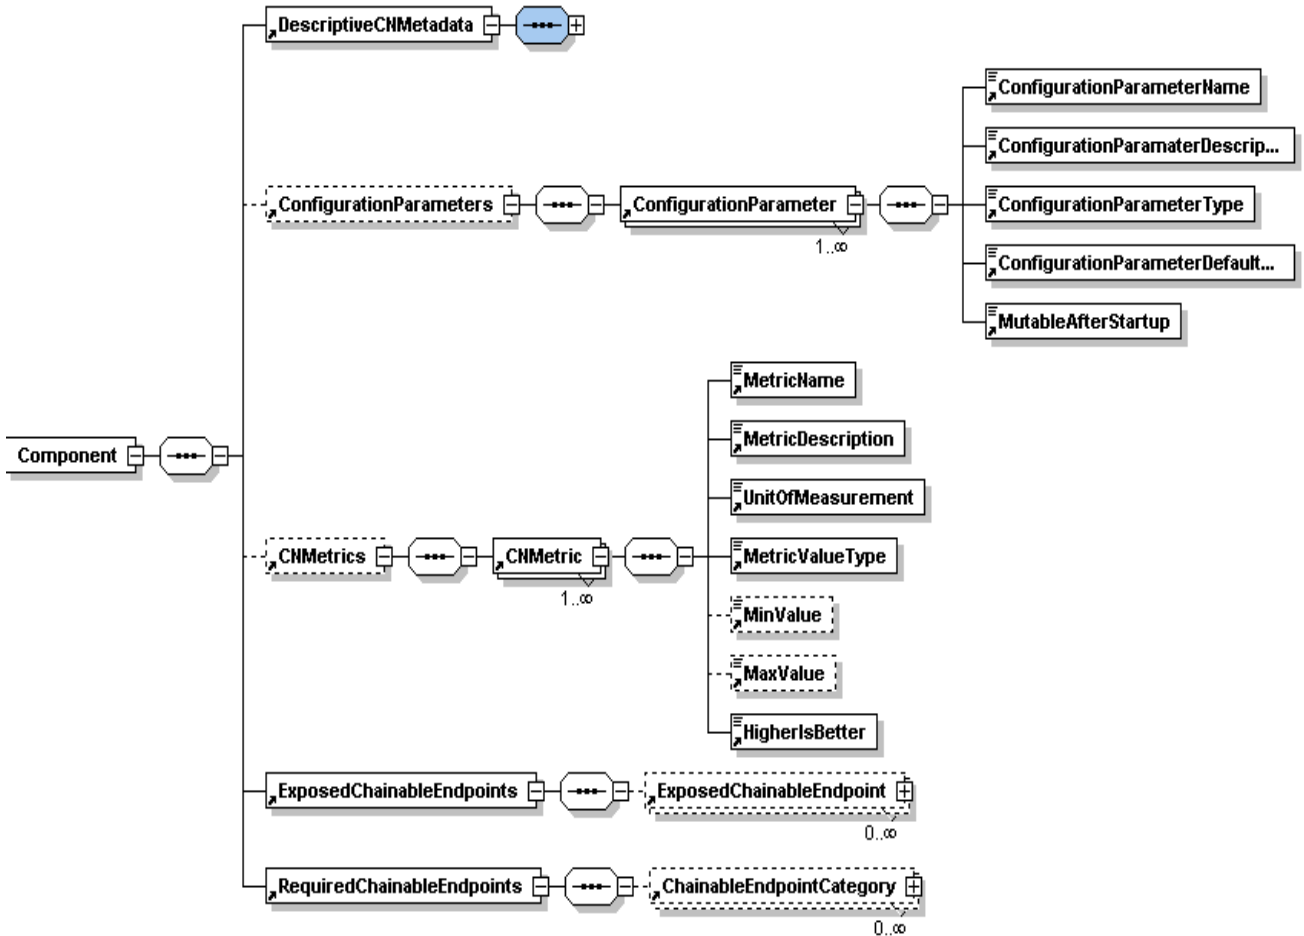 DescriptiveCNMetadata
ConfigurationParameterName
ConfigurationParamaterDescrip...
ConfigurationParameters
ConfigurationParameter
1..∞
ConfigurationParameterType
ConfigurationParameterDefault...
MutableAfterStartup
MetricName
MetricDescription
Component
UnitOfMeasurement
CNMetrics
CNMetric
1..∞
MetricValueType
MinValue
MaxValue
HigherIsBetter
ExposedChainableEndpoints
ExposedChainableEndpoint
0..∞
RequiredChainableEndpoints
ChainableEndpointCategory
0..∞